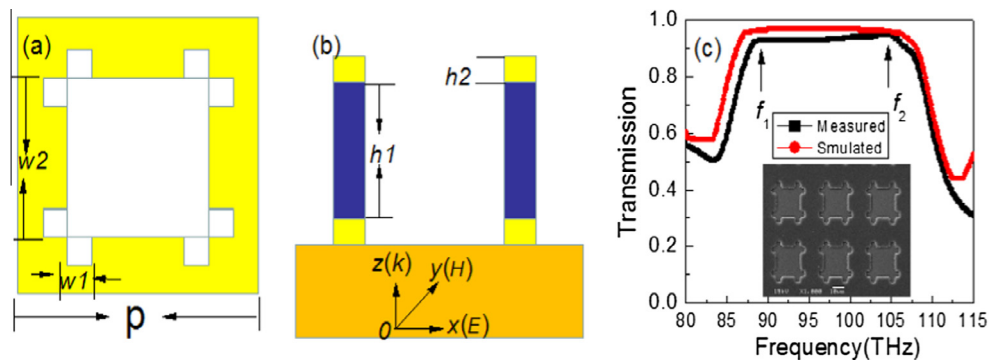 (a)
w2
w1
p
(b)
h2
h1
z(k)
y(H)
0
x(E)
(c)
Transmission
1.0
0.8
0.6
0.4
0.2
0.0
f1
f2
Measured
Smulated
80 85 90 95 100 105 110 115
Frequency(THz)